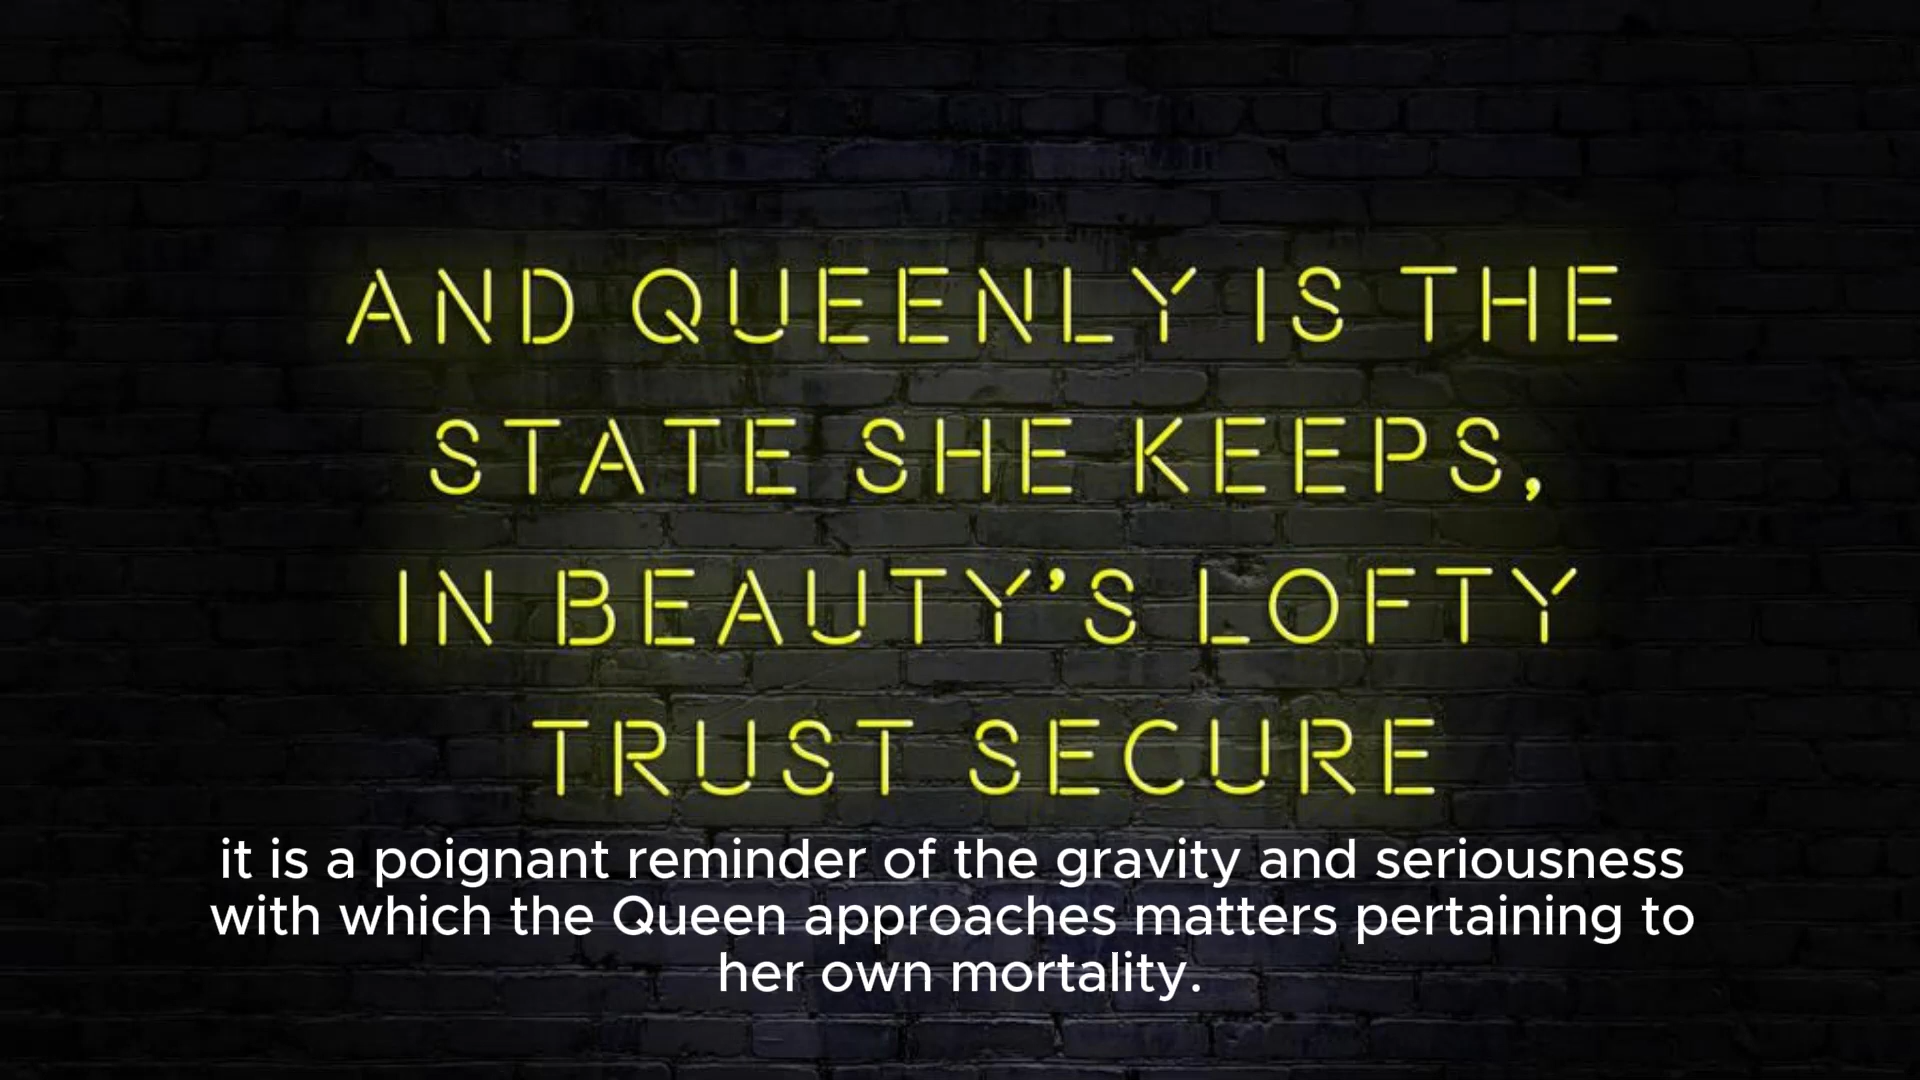 AND QUEENLY IS THE
STATE SHE KEEPS,
IN BEAUTY'S LOFTY
TRUST SECURE
it is a poignant reminder of the gravity and seriousness
with which the Queen approaches matters pertaining to
her own mortality.